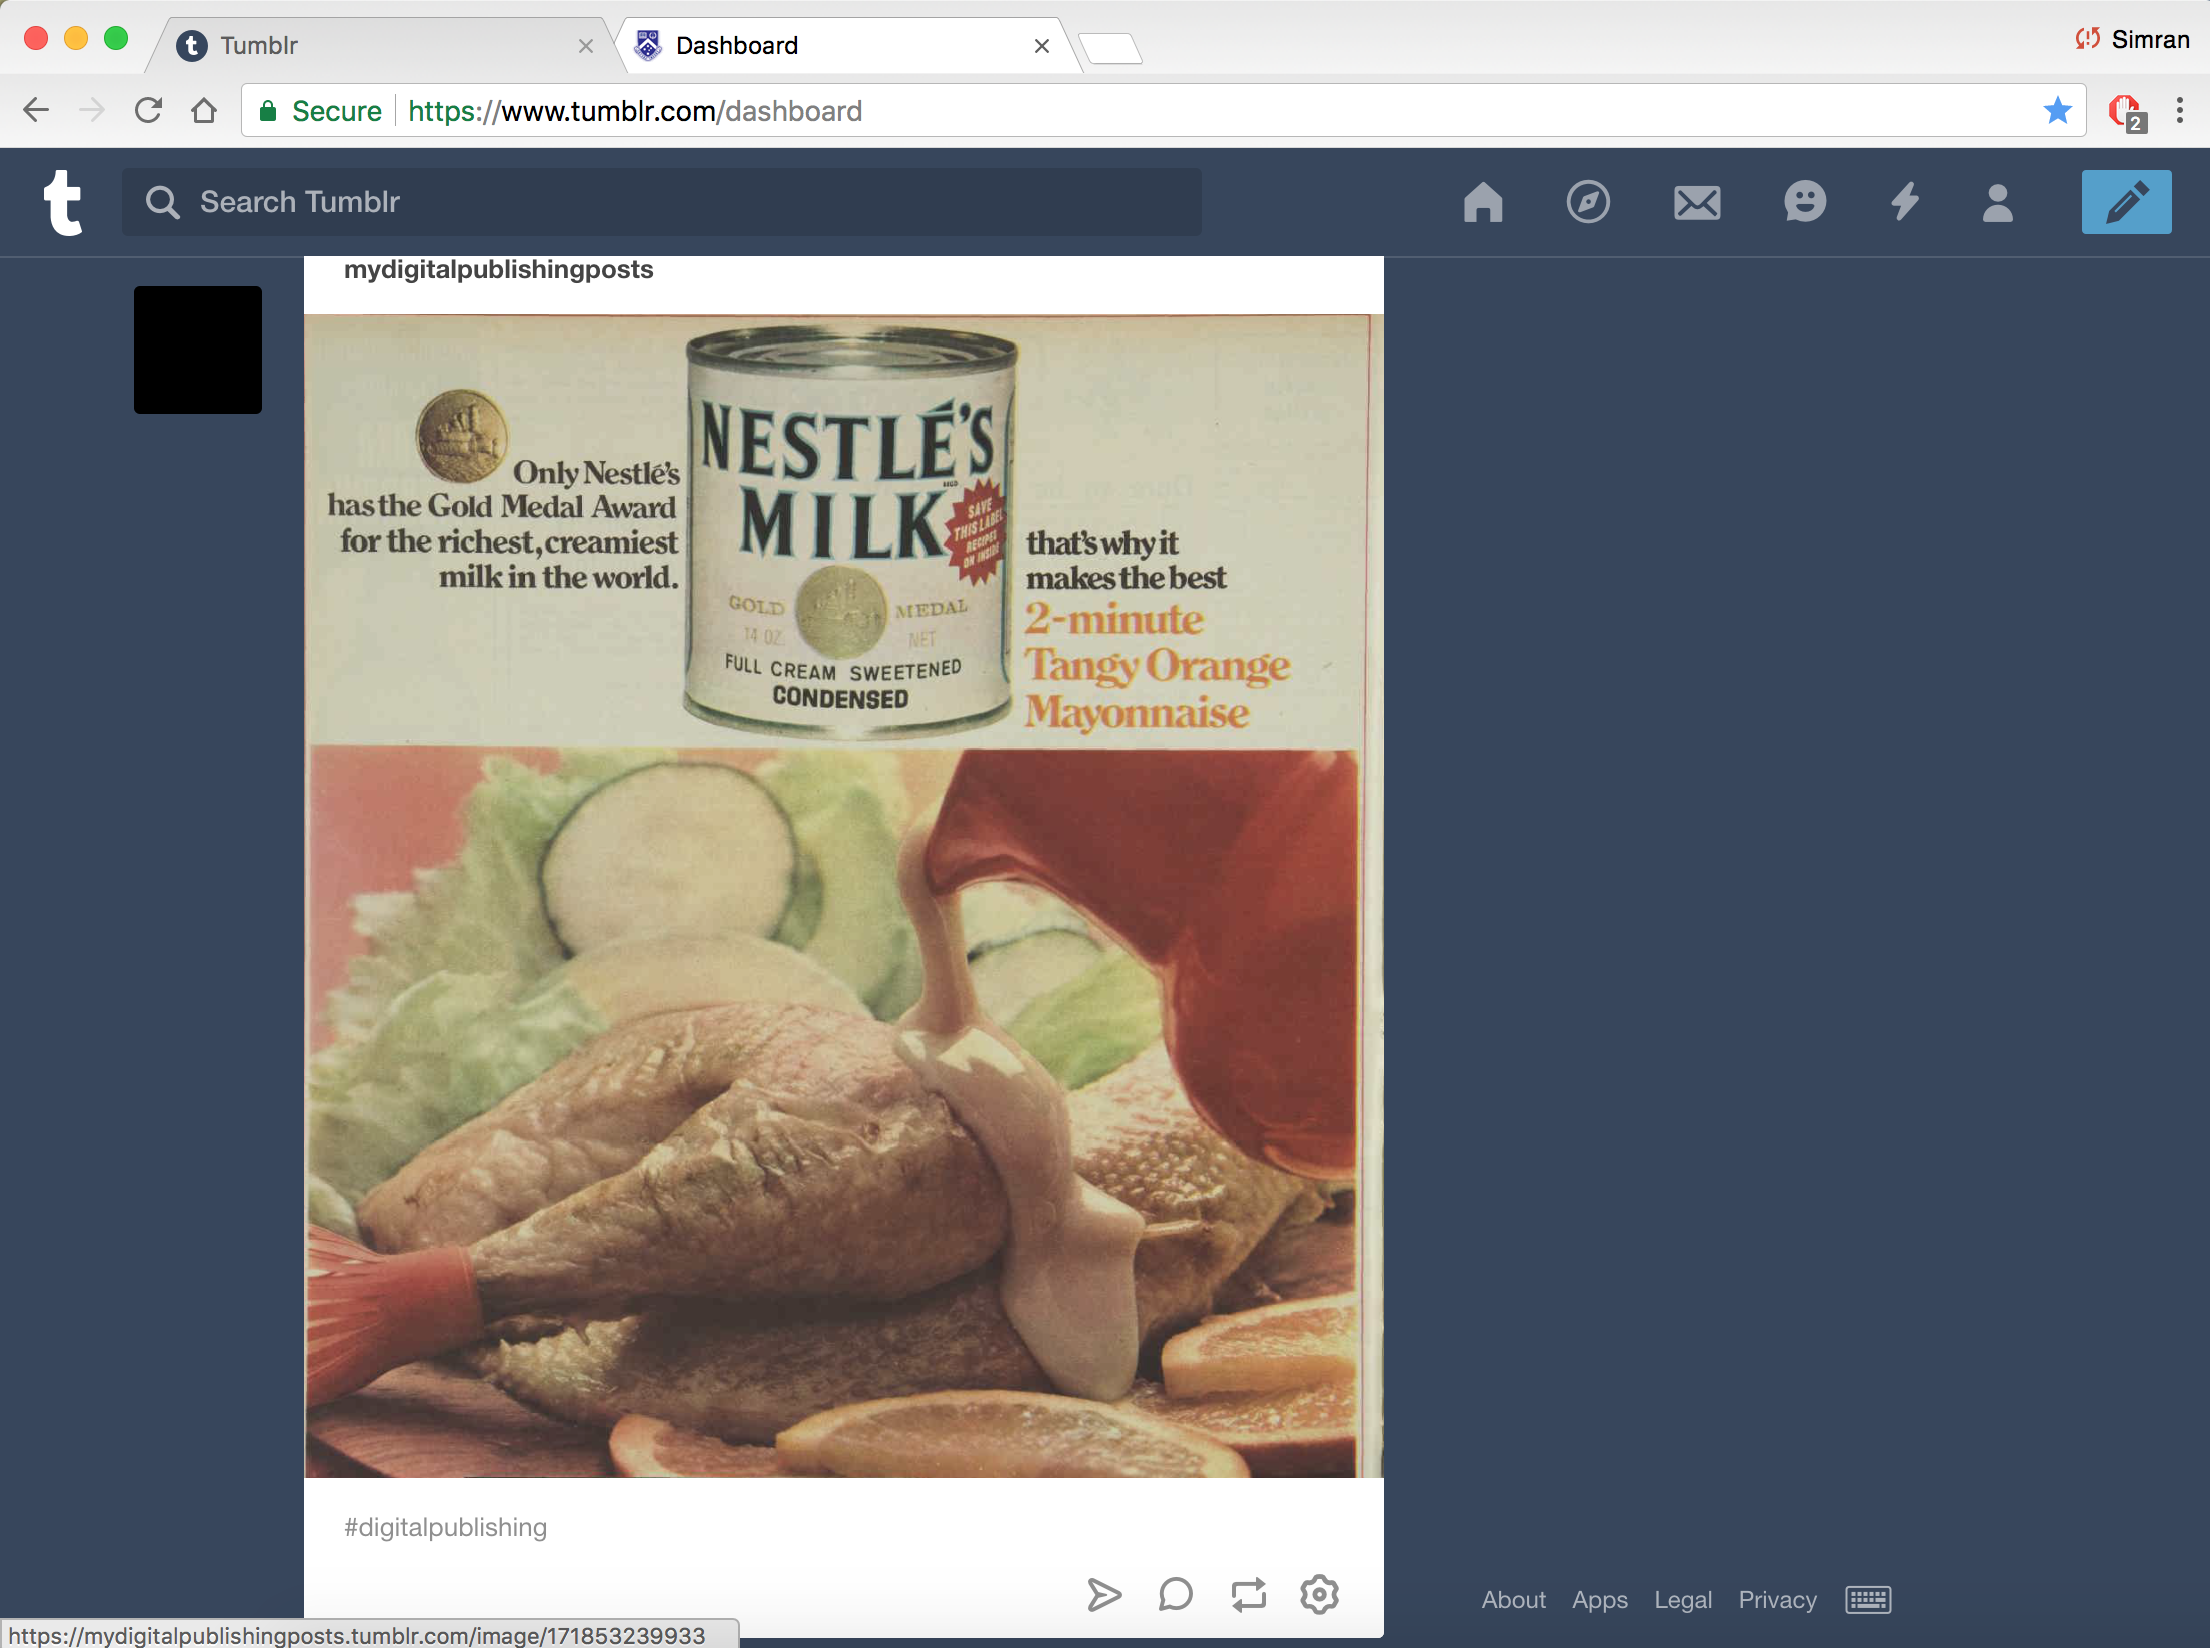 Tumblr
Dashboard
Simran
Secure
https://www.tumblr.com/dashboard
2
t
Search Tumblr
mydigitalpublishingposts
Only Nestlé's
has the Gold Medal Award
for the richest, creamiest
milk in the world.
NESTLÉ'S
MILK
SAVE
THIS LABEL
RECIPES
ON INSIDE
GOLD MEDAL
14 OZ. NET
FULL CREAM SWEETENED
CONDENSED
that's why it
makes the best
2-minute
Tangy Orange
Mayonnaise
#digitalpublishing
About Apps Legal Privacy
https://mydigitalpublishingposts.tumblr.com/image/171853239933